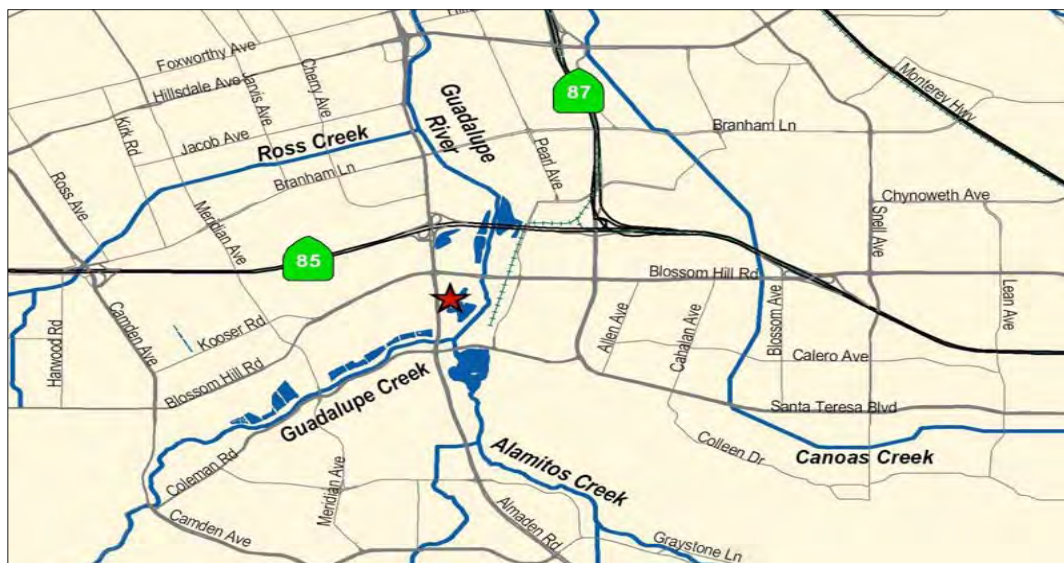 Foxworthy Ave
Hillsdale Ave
Jarvis Ave
Cherry Ave
Kirk Rd
Jacob Ave
Ross Creek
Guadalupe
River
87
Monterey Hwy
Branham Ln
Branham Ln
Pearl Ave
Ross Ave
Meridian Ave
Chynoweth Ave
Snell Ave
85
Blossom Hill Rd
Lean Ave
Harwood Rd
Camden Ave
Kooser Rd
Allen Ave
Cahalan Ave
Blossom Ave
Calero Ave
Blossom Hill Rd
Guadalupe Creek
Santa Teresa Blvd
Coleman Rd
Meridian Ave
Alamitos Creek
Colleen Dr
Canoas Creek
Camden Ave
Almaden Rd
Graystone Ln